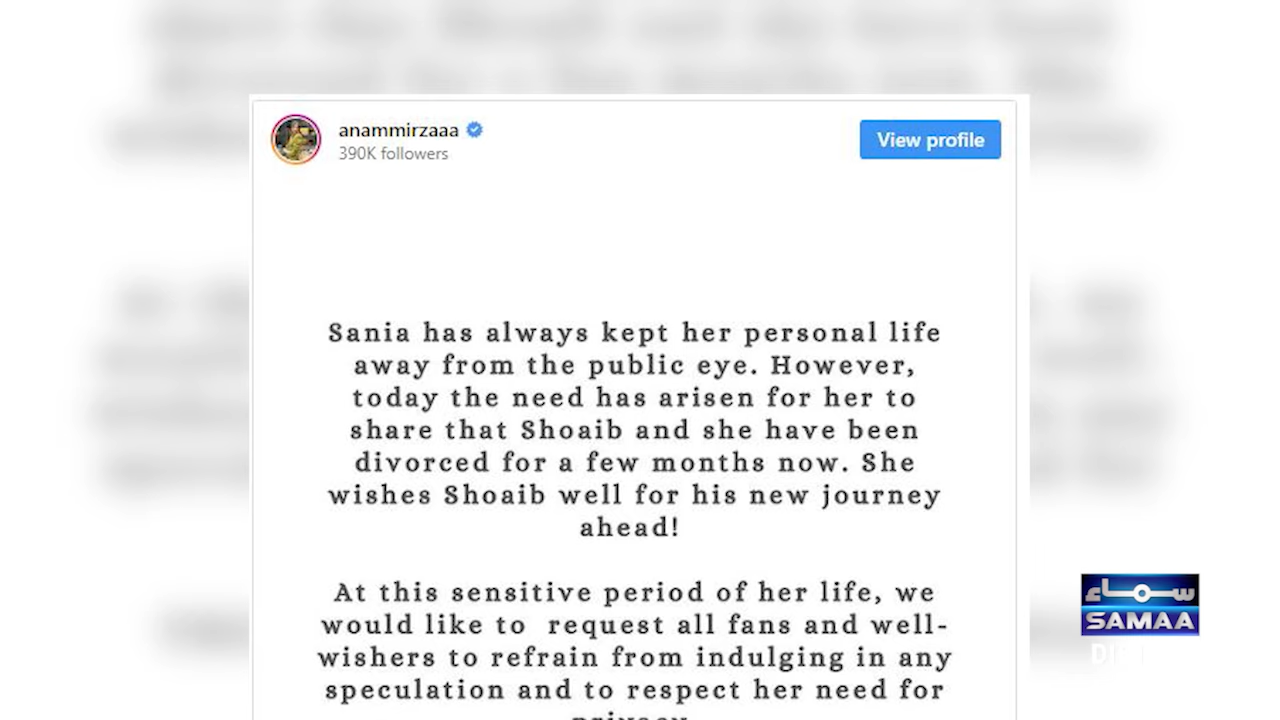 anammirzaaa
390K followers
View profile
Sania has always kept her personal life
away from the public eye. However,
today the need has arisen for her to
share that Shoaib and she have been
divorced for a few months now. She
wishes Shoaib well for his new journey
ahead!
At this sensitive period of her life, we
would like to request all fans and well-
wishers to refrain from indulging in any
speculation and to respect her need for
privacy
سماء
SAMAA